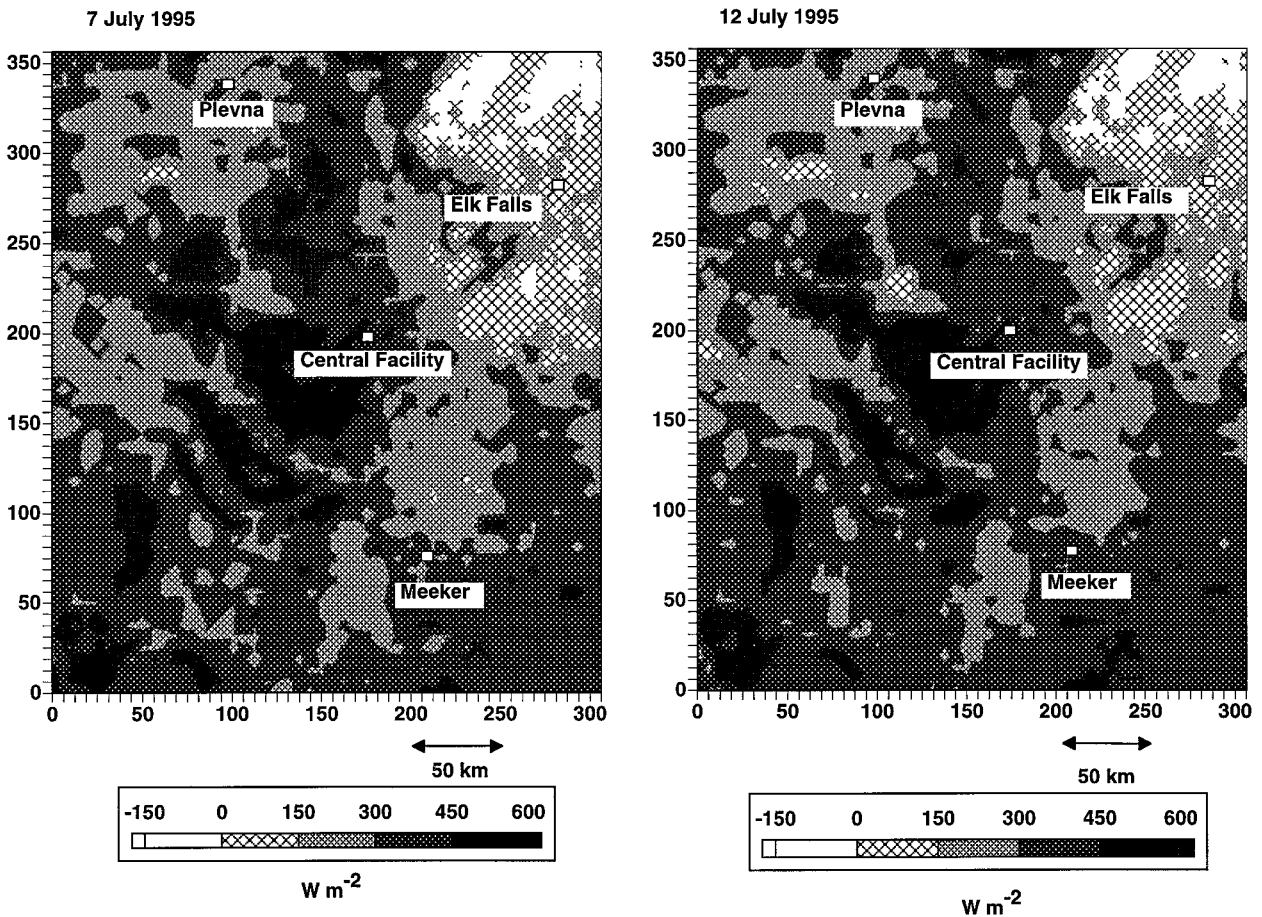 7 July 1995
350
300
250
200
150
100
50
0
0 50 100 150 200 250 300
Plevna
Elk Falls
Central Facility
Meeker
50 km
-150 0 150 300 450 600
W m-2
12 July 1995
350
300
250
200
150
100
50
0
0 50 100 150 200 250 300
Plevna
Elk Falls
Central Facility
Meeker
50 km
-150 0 150 300 450 600
W m-2